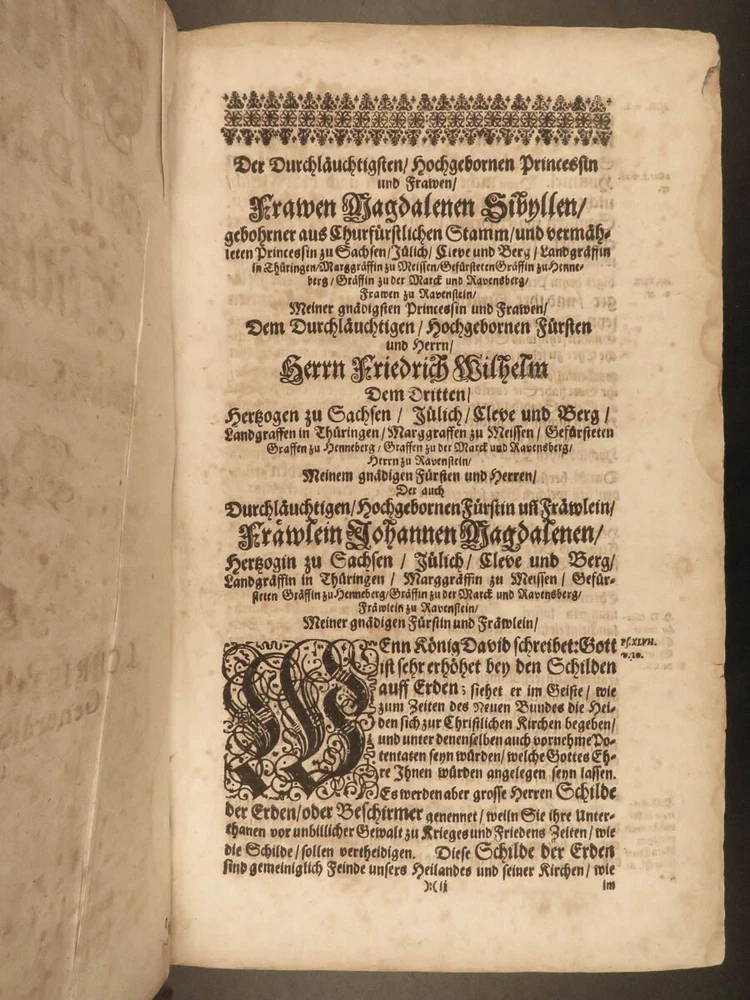 Der Durchläuchtigsten/ Hochgebornen Princessin
und Frawen/
Frawen Magdalenen Sibyllen/
gebohrner aus Churfürstlichen Stamm/und vermäh-
leten Princessin zu Sachsen/Jülich/ Cleve und Berg/ Landgräffin
in Thüringen/Marggräffin zu Meissen/Gefürsteten Gräffin zu Henne-
berg/ Gräffin zu der Marck und Ravensberg/
Frawen zu Ravenstein/
Meiner gnädigsten Princessin und Frawen/
Dem Durchläuchtigen/ Hochgebornen Fürsten
und Herrn/
Herrn Friedrich Wilhelm
Dem Dritten/
Hertzogen zu Sachsen / Jülich/ Cleve und Berg/
Landgraffen in Thüringen/ Marggraffen zu Meissen/ Gefürsteten
Graffen zu Henneberg/ Graffen zu der Marck und Ravensberg/
Herrn zu Ravenstein/
Meinem gnädigen Fürsten und Herren/
Der auch
Durchläuchtigen/ Hochgebornen Fürstin uñ Fräwlein/
Fräwlein Johannen Magdalenen/
Hertzogin zu Sachsen / Jülich/ Cleve und Berg/
Landgräffin in Thüringen/ Marggräffin zu Meissen/ Gefür-
steten Gräffin zu Henneberg/Gräffin zu der Marck und Ravensberg/
Fräwlein zu Ravenstein/
Meiner gnädigen Fürstin und Fräwlein/
WEnn König David schreibet: Gott
Ps. XLVII.
v. 10.
ist sehr erhöhet bey den Schilden
auff Erden; siehet er im Geiste/ wie
zum Zeiten des Neuen Bundes die Hei-
den sich zur Christlichen Kirchen begeben/
und unter denenselben auch vornehme Po-
tentaten seyn würden/ welche Gottes Eh-
re Ihnen würden angelegen seyn lassen.
Es werden aber grosse Herren Schilde
der Erden/oder Beschirmer genennet/ weiln Sie ihre Unter-
thanen vor unbillicher Gewalt zu Krieges und Friedens Zeiten/ wie
die Schilde/ sollen vertheidigen. Diese Schilde der Erden
sind gemeiniglich Feinde unsers Heilandes und seiner Kirchen/ wie
):( ij im